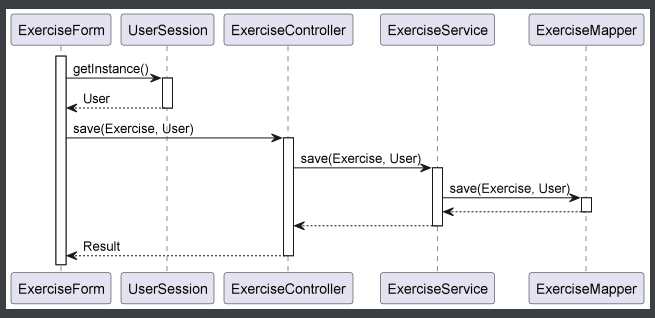 ExerciseForm UserSession ExerciseController ExerciseService ExerciseMapper
getInstance()
User
save(Exercise, User)
save(Exercise, User)
save(Exercise, User)
Result
ExerciseForm UserSession ExerciseController ExerciseService ExerciseMapper